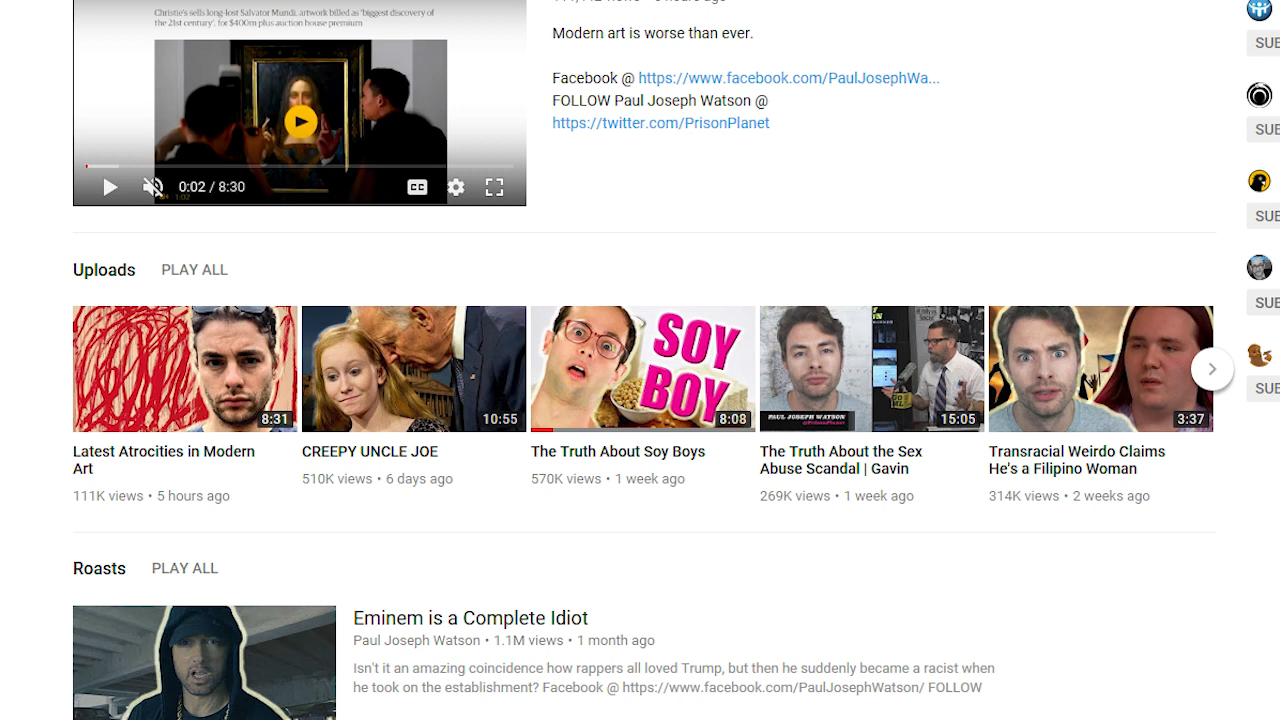 Christie's sells long-lost Salvator Mundi, artwork billed as 'biggest discovery of
the 21st century', for $400m plus auction house premium
Modern art is worse than ever.
Facebook @ https://www.facebook.com/PaulJosephWa...
FOLLOW Paul Joseph Watson @
https://twitter.com/PrisonPlanet
0:02 / 8:30
CC
1:02
SUB
SUB
SUB
SUB
SUB
Uploads PLAY ALL
8:31
10:55
SOY
BOY
8:08
PAUL JOSEPH WATSON
@PrisonPlanet
15:05
3:37
Latest Atrocities in Modern
Art
111K views • 5 hours ago
CREEPY UNCLE JOE
510K views • 6 days ago
The Truth About Soy Boys
570K views • 1 week ago
The Truth About the Sex
Abuse Scandal | Gavin
269K views • 1 week ago
Transracial Weirdo Claims
He's a Filipino Woman
314K views • 2 weeks ago
Roasts PLAY ALL
Eminem is a Complete Idiot
Paul Joseph Watson • 1.1M views • 1 month ago
Isn't it an amazing coincidence how rappers all loved Trump, but then he suddenly became a racist when
he took on the establishment? Facebook @ https://www.facebook.com/PaulJosephWatson/ FOLLOW